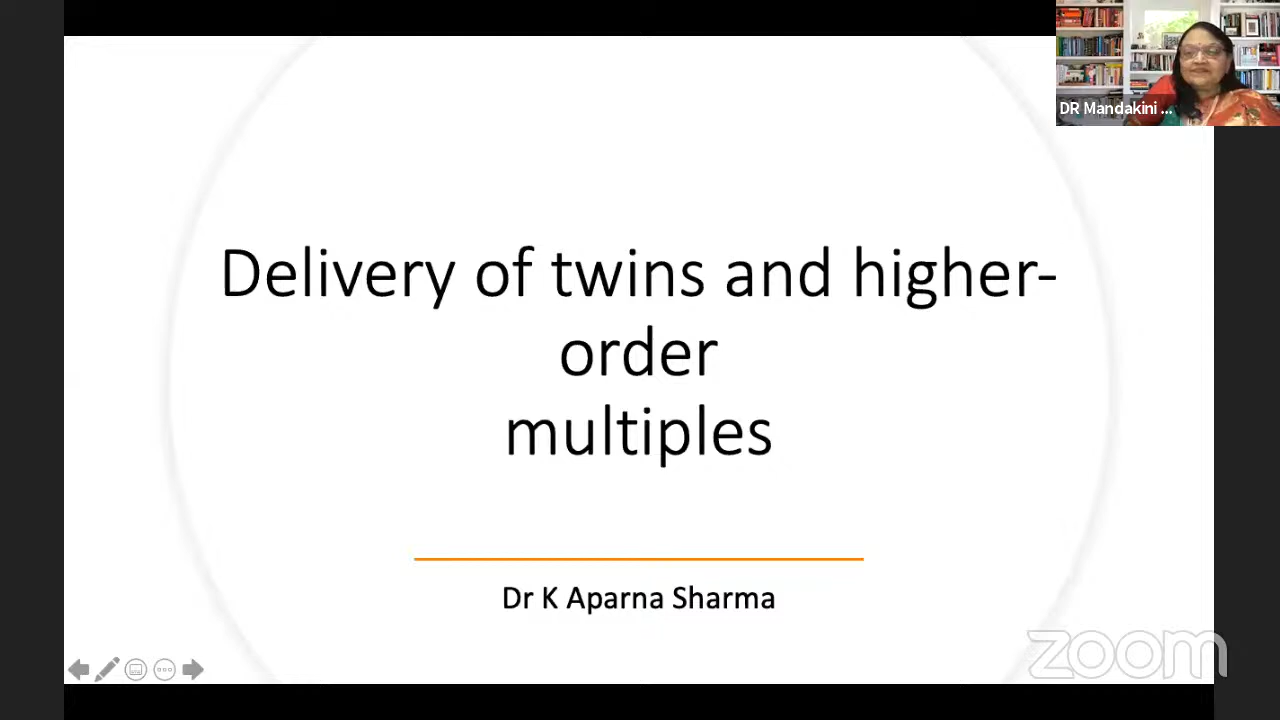 DR Mandakini ...
Delivery of twins and higher-
order
multiples
Dr K Aparna Sharma
zoom